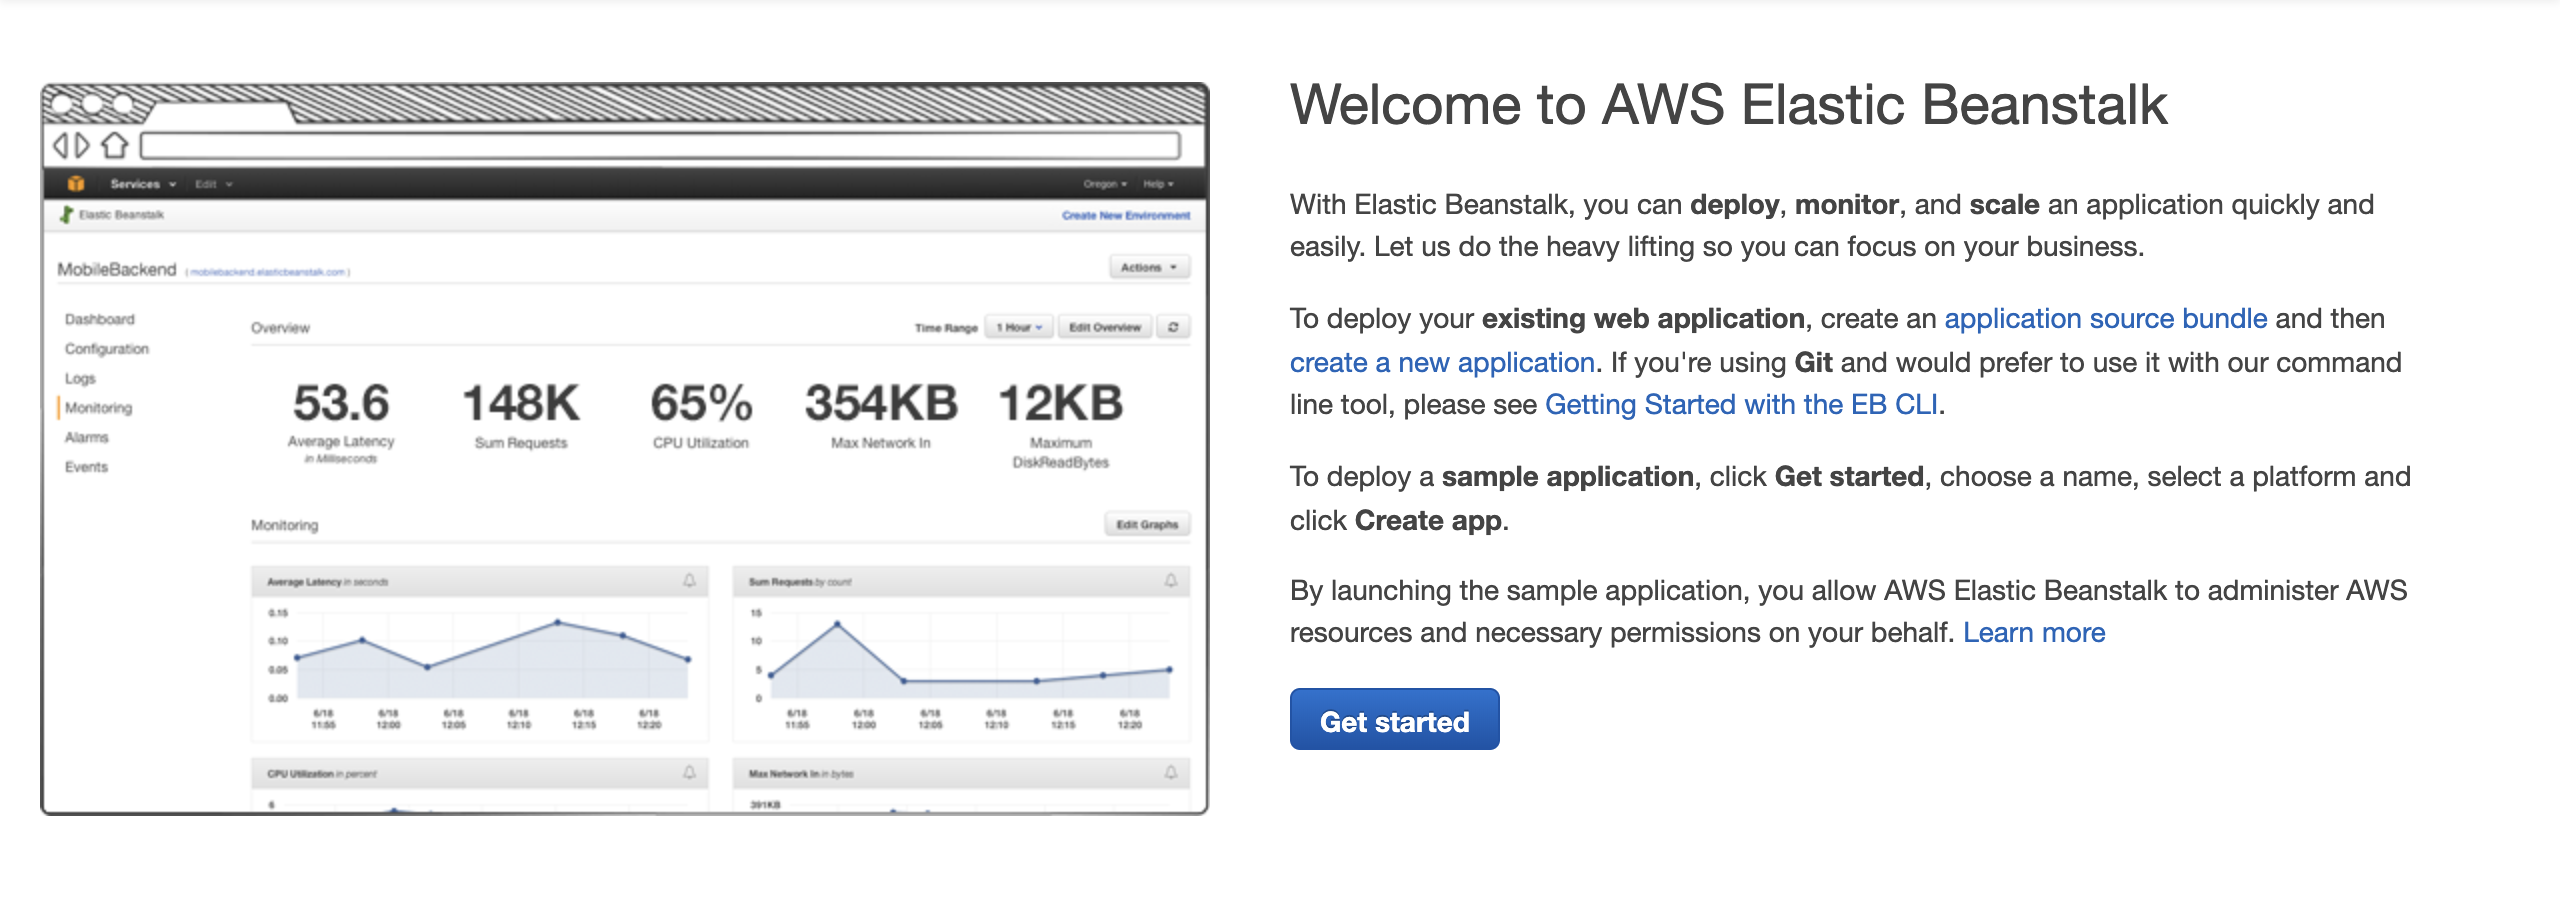 Services Edit Oregon Help
Elastic Beanstalk Create New Environment
MobileBackend ( mobilebackend.elasticbeanstalk.com ) Actions
Dashboard
Configuration
Logs
Monitoring
Alarms
Events
Overview Time Range 1 Hour Edit Overview
53.6 148K 65% 354KB 12KB
Average Latency Sum Requests CPU Utilization Max Network In Maximum
in Milliseconds DiskReadBytes
Monitoring Edit Graphs
Average Latency in seconds
0.15
0.10
0.05
0.00
6/18 6/18 6/18 6/18 6/18 6/18
11:55 12:00 12:05 12:10 12:15 12:20
Sum Requests by count
15
10
5
0
6/18 6/18 6/18 6/18 6/18 6/18
11:55 12:00 12:05 12:10 12:15 12:20
CPU Utilization in percent
6
Max Network In in bytes
391KB
Welcome to AWS Elastic Beanstalk
With Elastic Beanstalk, you can deploy, monitor, and scale an application quickly and
easily. Let us do the heavy lifting so you can focus on your business.
To deploy your existing web application, create an application source bundle and then
create a new application. If you're using Git and would prefer to use it with our command
line tool, please see Getting Started with the EB CLI.
To deploy a sample application, click Get started, choose a name, select a platform and
click Create app.
By launching the sample application, you allow AWS Elastic Beanstalk to administer AWS
resources and necessary permissions on your behalf. Learn more
Get started